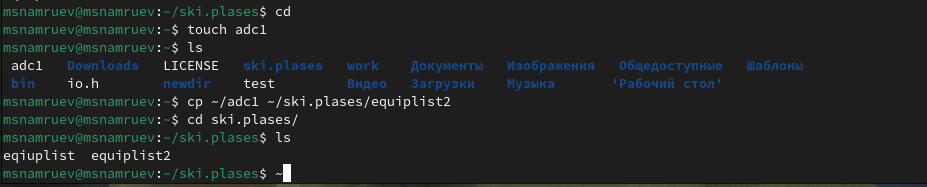 msnamruev@msnamruev:~/ski.plases$ cd
msnamruev@msnamruev:~$ touch adc1
msnamruev@msnamruev:~$ ls
adc1 Downloads LICENSE ski.plases work Документы Изображения Общедоступные Шаблоны
bin io.h newdir test Видео Загрузки Музыка 'Рабочий стол'
msnamruev@msnamruev:~$ cp ~/adc1 ~/ski.plases/equiplist2
msnamruev@msnamruev:~$ cd ski.plases/
msnamruev@msnamruev:~/ski.plases$ ls
eqiuplist equiplist2
msnamruev@msnamruev:~/ski.plases$ ~